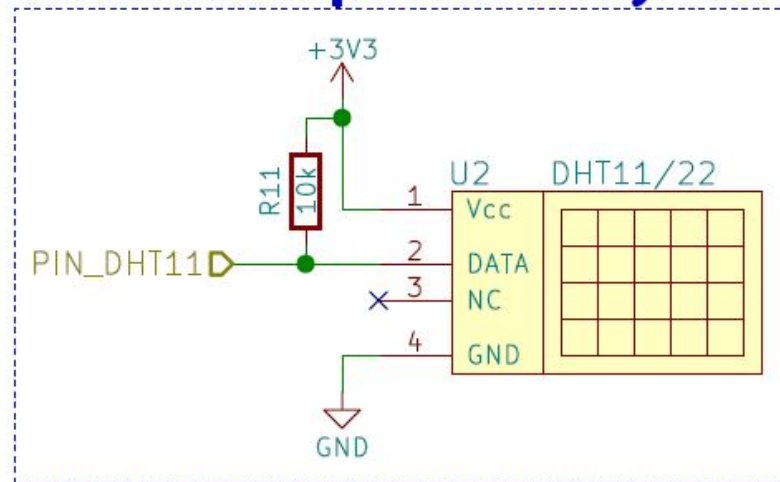 +3V3
R11
10k
U2
DHT11/22
1
Vcc
PIN_DHT11
2
DATA
3
NC
4
GND
GND